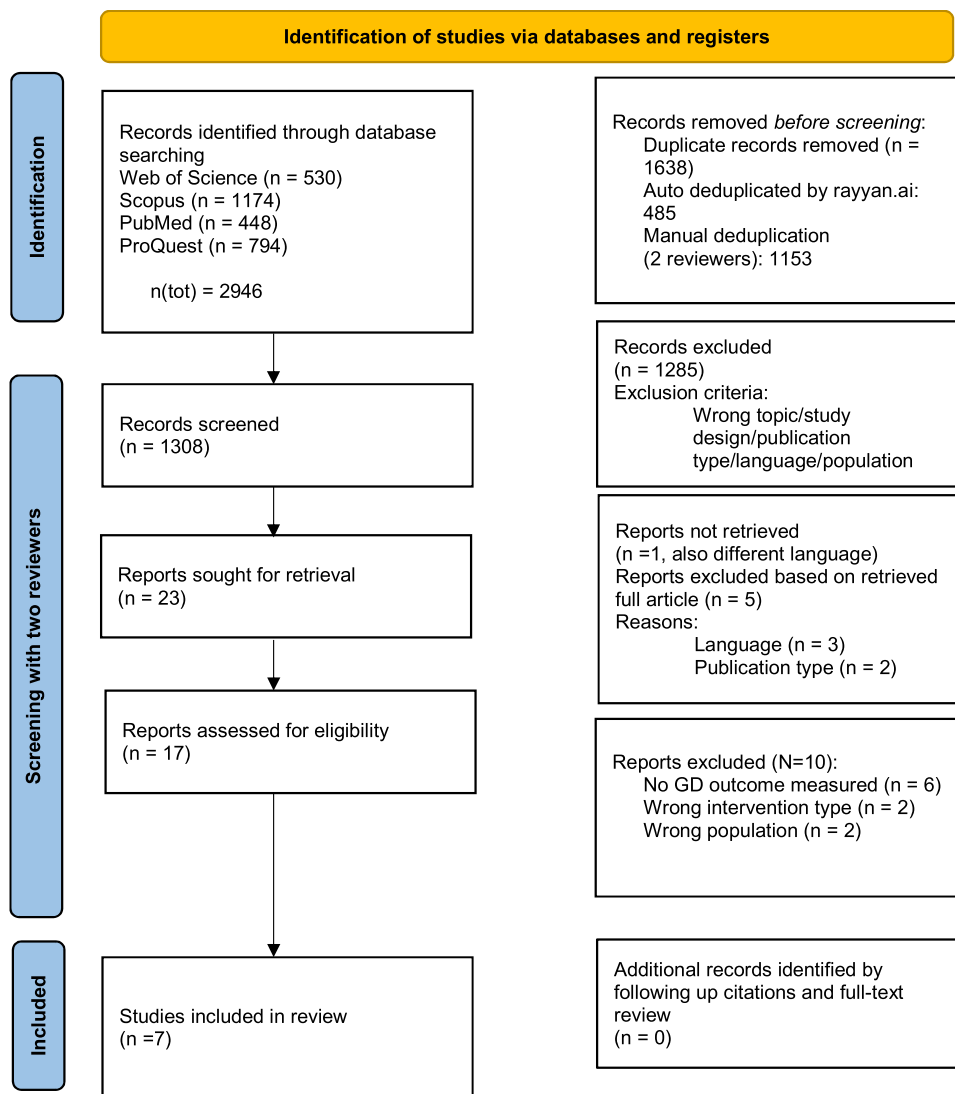 Identification of studies via databases and registers
Identification
Records identified through database
searching
Web of Science (n = 530)
Scopus (n = 1174)
PubMed (n = 448)
ProQuest (n = 794)
n(tot) = 2946
Records removed before screening:
Duplicate records removed (n =
1638)
Auto deduplicated by rayyan.ai:
485
Manual deduplication
(2 reviewers): 1153
Screening with two reviewers
Records screened
(n = 1308)
Records excluded
(n = 1285)
Exclusion criteria:
Wrong topic/study
design/publication
type/language/population
Reports sought for retrieval
(n = 23)
Reports not retrieved
(n =1, also different language)
Reports excluded based on retrieved
full article (n = 5)
Reasons:
Language (n = 3)
Publication type (n = 2)
Reports assessed for eligibility
(n = 17)
Reports excluded (N=10):
No GD outcome measured (n = 6)
Wrong intervention type (n = 2)
Wrong population (n = 2)
Included
Studies included in review
(n =7)
Additional records identified by
following up citations and full-text
review
(n = 0)